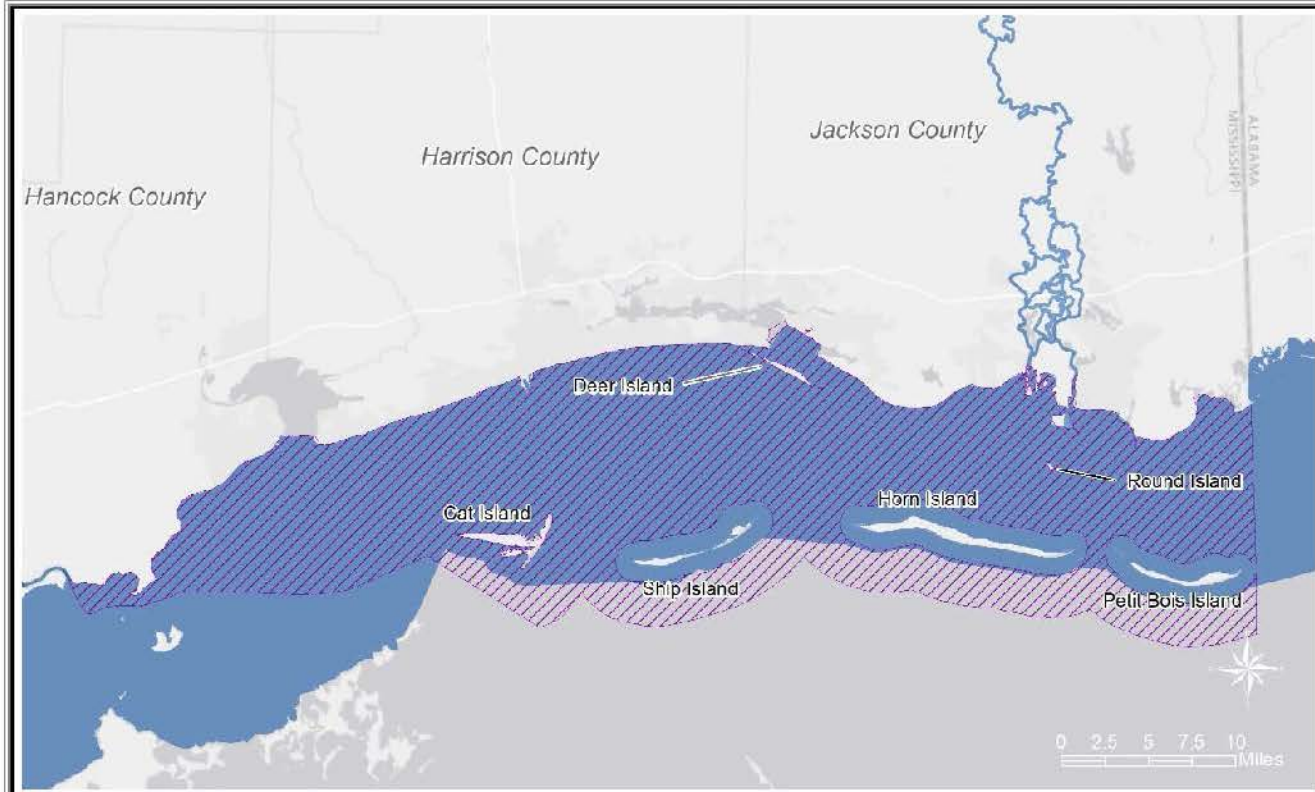 Jackson County
Harrison County
Hancock County
ALABAMA
MISSISSIPPI
Deer Island
Round Island
Horn Island
Cat Island
Ship Island
Petit Bois Island
0 2.5 5 7.5 10
Miles